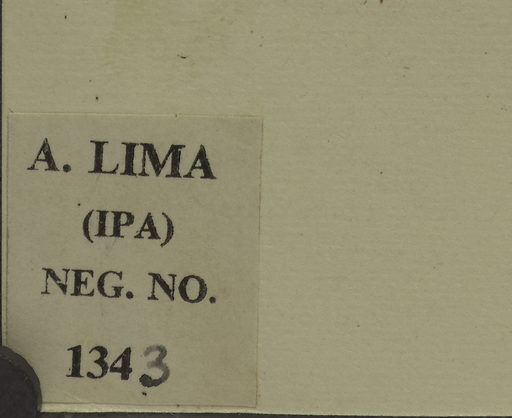 A. LIMA
(IPA)
NEG. NO.
1343